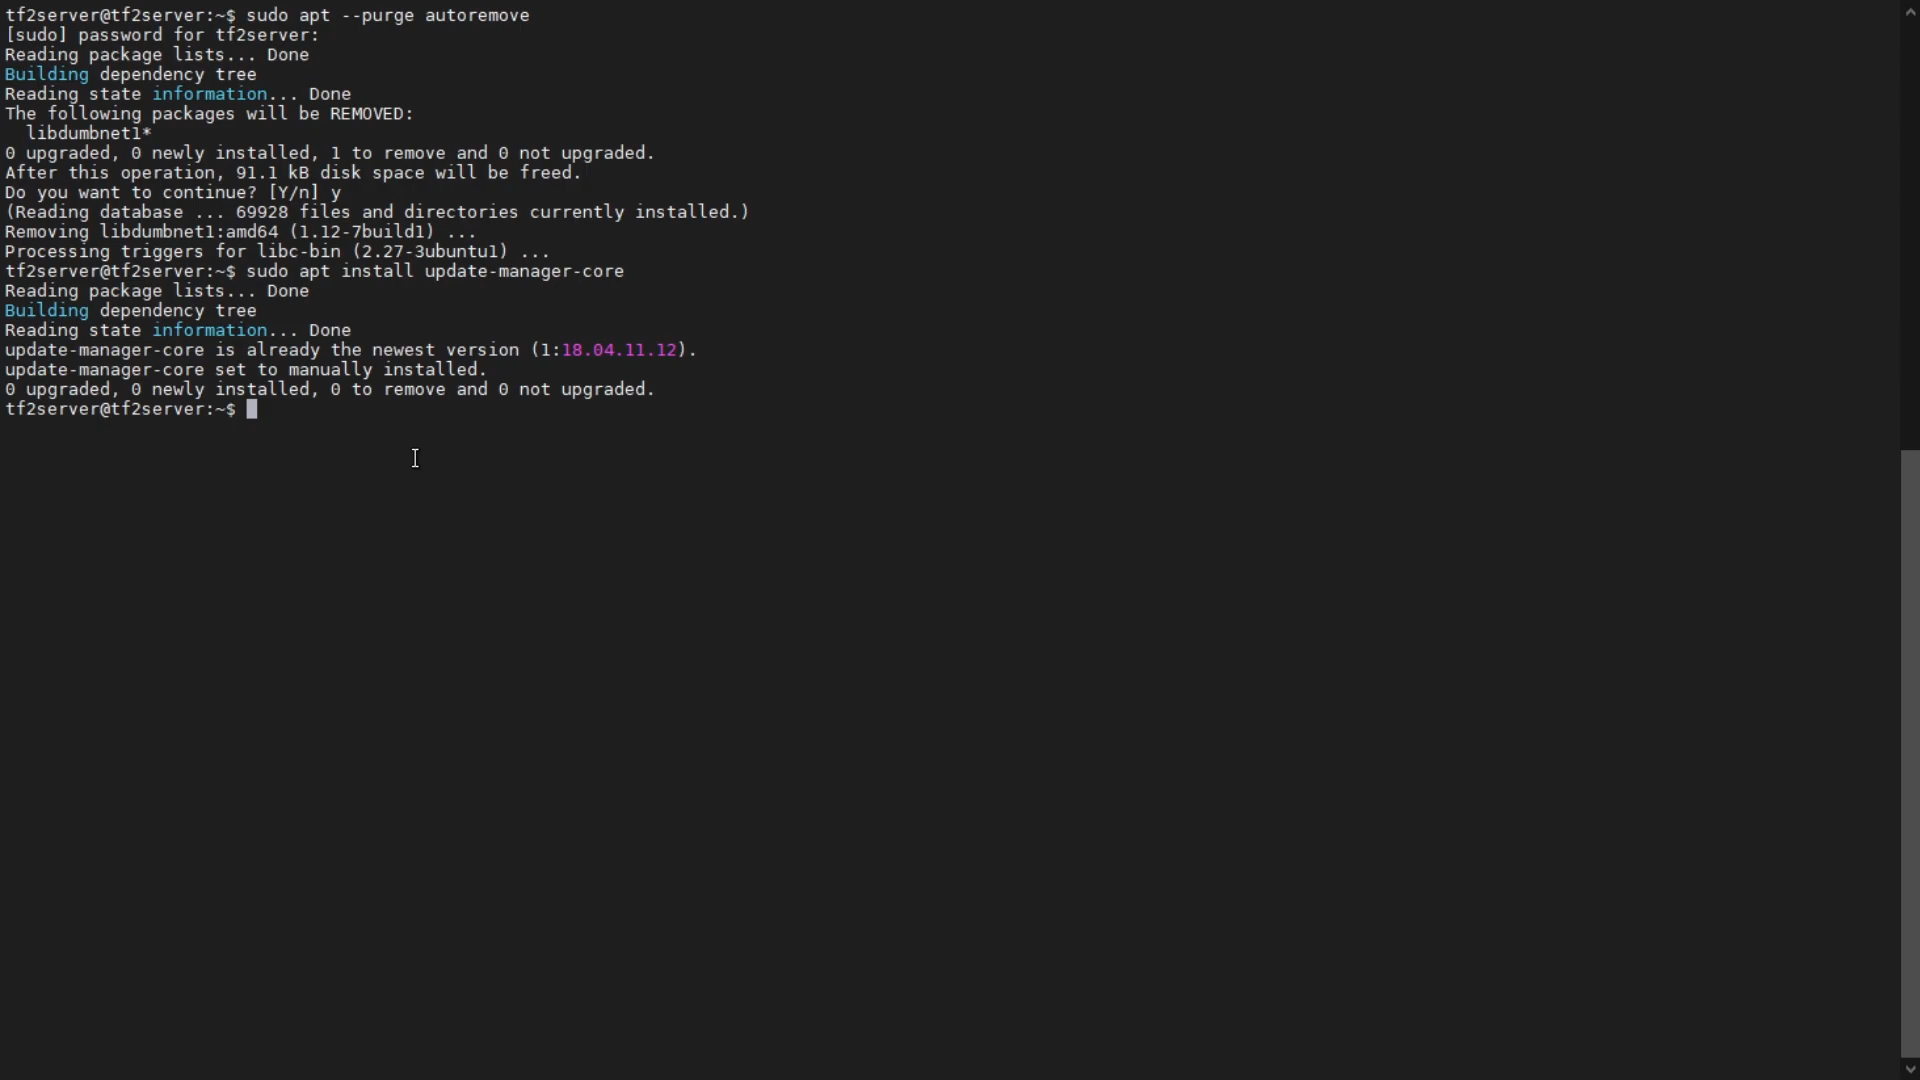 tf2server@tf2server:~$ sudo apt --purge autoremove
[sudo] password for tf2server:
Reading package lists... Done
Building dependency tree
Reading state information... Done
The following packages will be REMOVED:
  libdumbnet1*
0 upgraded, 0 newly installed, 1 to remove and 0 not upgraded.
After this operation, 91.1 kB disk space will be freed.
Do you want to continue? [Y/n] y
(Reading database ... 69928 files and directories currently installed.)
Removing libdumbnet1:amd64 (1.12-7build1) ...
Processing triggers for libc-bin (2.27-3ubuntu1) ...
tf2server@tf2server:~$ sudo apt install update-manager-core
Reading package lists... Done
Building dependency tree
Reading state information... Done
update-manager-core is already the newest version (1:18.04.11.12).
update-manager-core set to manually installed.
0 upgraded, 0 newly installed, 0 to remove and 0 not upgraded.
tf2server@tf2server:~$